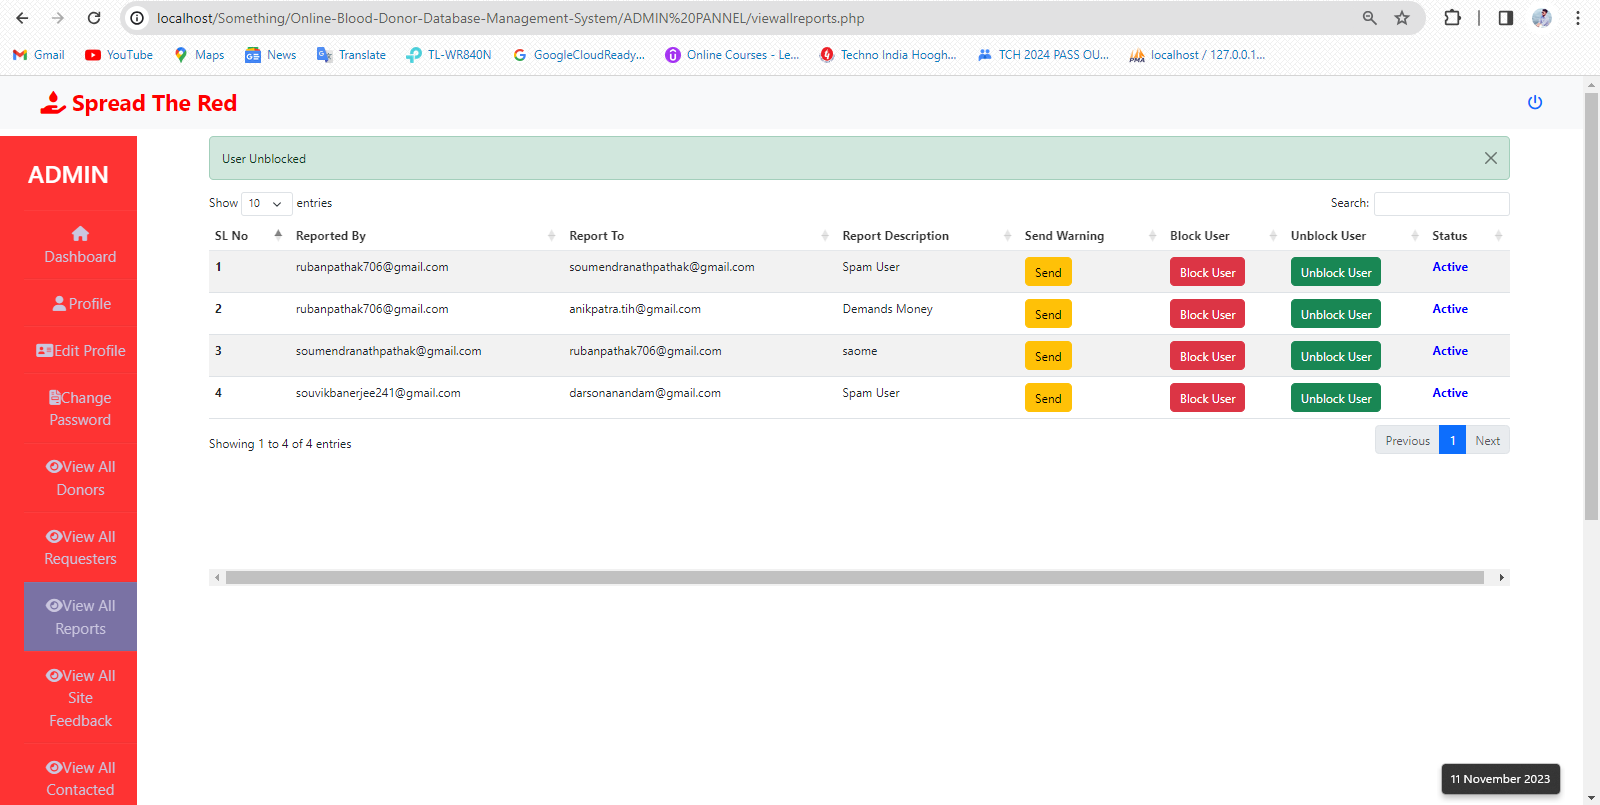 localhost/Something/Online-Blood-Donor-Database-Management-System/ADMIN%20PANNEL/viewallreports.php
Gmail YouTube Maps News Translate TL-WR840N GoogleCloudReady... Online Courses - Le... Techno India Hoogh... TCH 2024 PASS OU... PMA localhost / 127.0.0.1...
Spread The Red
ADMIN
Dashboard
Profile
Edit Profile
Change
Password
View All
Donors
View All
Requesters
View All
Reports
View All
Site
Feedback
View All
Contacted
User Unblocked
Show 10 entries Search:
SL No Reported By Report To Report Description Send Warning Block User Unblock User Status
1 rubanpathak706@gmail.com soumendranathpathak@gmail.com Spam User Send Block User Unblock User Active
2 rubanpathak706@gmail.com anikpatra.tih@gmail.com Demands Money Send Block User Unblock User Active
3 soumendranathpathak@gmail.com rubanpathak706@gmail.com saome Send Block User Unblock User Active
4 souvikbanerjee241@gmail.com darsonanandam@gmail.com Spam User Send Block User Unblock User Active
Showing 1 to 4 of 4 entries Previous 1 Next
11 November 2023